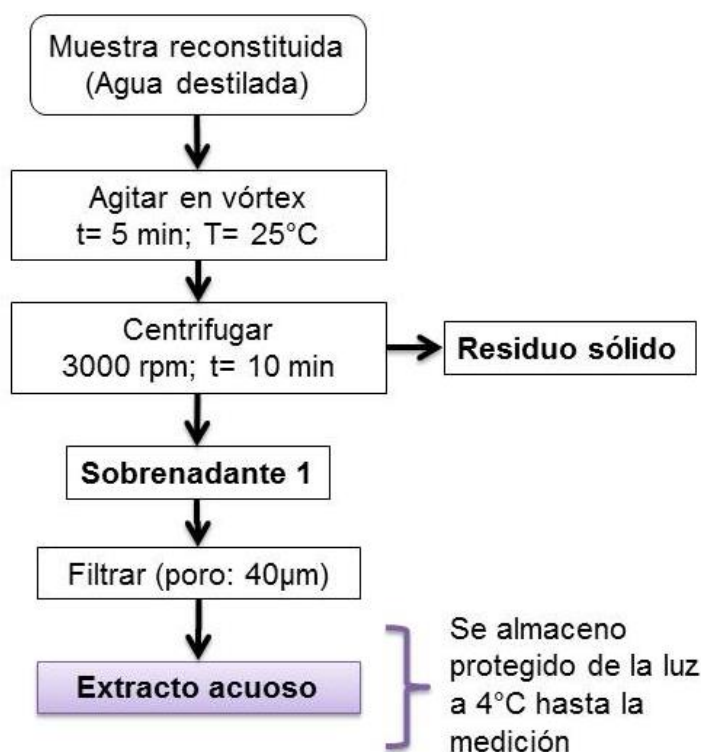 Muestra reconstituida
(Agua destilada)
Agitar en vórtex
t= 5 min; T= 25°C
Centrifugar
3000 rpm; t= 10 min
Residuo sólido
Sobrenadante 1
Filtrar (poro: 40µm)
Extracto acuoso
Se almaceno
protegido de la luz
a 4°C hasta la
medición